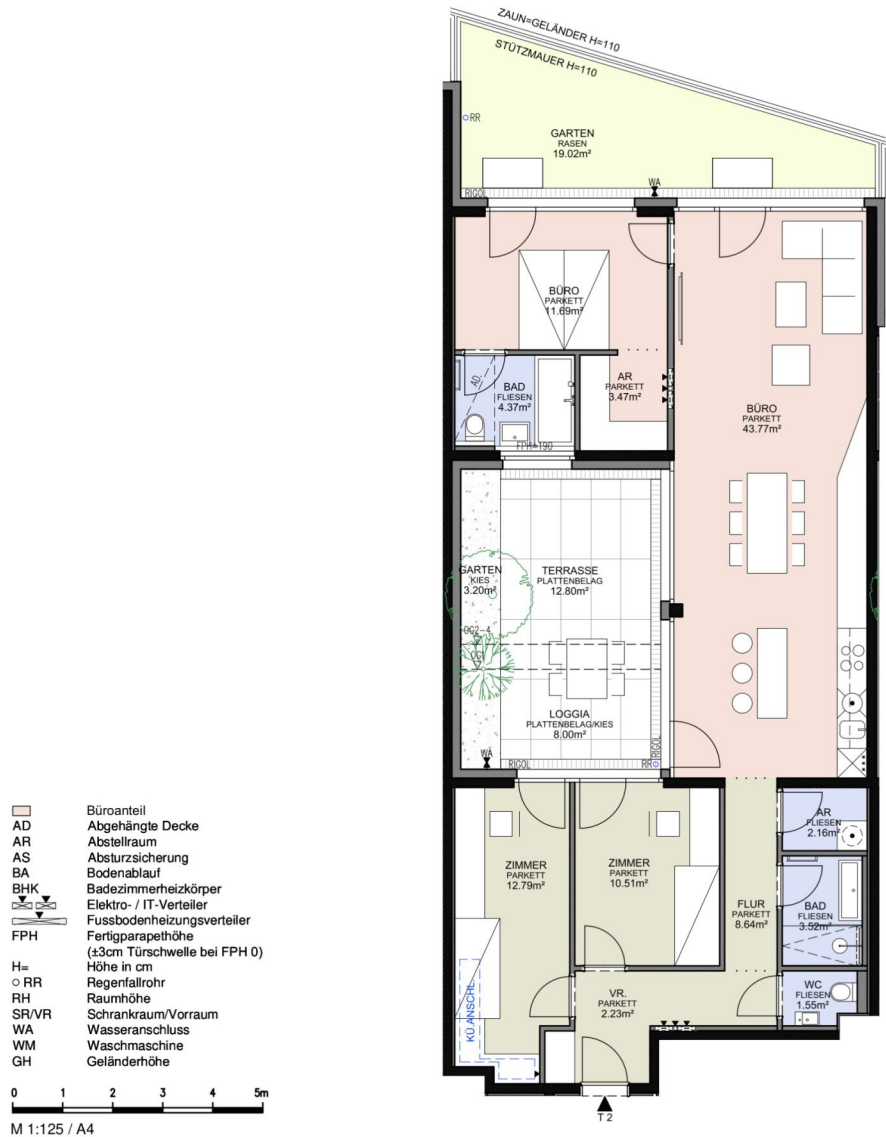 ZAUN=GELÄNDER H=110
STÜTZMAUER H=110
RR
GARTEN
RASEN
19.02m²
WA
RIGOL
BÜRO
PARKETT
11.69m²
AD.
BAD
FLIESEN
4.37m²
FPH=190
AR
PARKETT
3.47m²
BÜRO
PARKETT
43.77m²
GARTEN
KIES
3.20m²
TERRASSE
PLATTENBELAG
12.80m²
OG2-4
OG1
LOGGIA
PLATTENBELAG/KIES
8.00m²
WA
RIGOL
RIGOL
RR
ZIMMER
PARKETT
12.79m²
ZIMMER
PARKETT
10.51m²
AR
FLIESEN
2.16m²
FLUR
PARKETT
8.64m²
BAD
FLIESEN
3.52m²
WC
FLIESEN
1.55m²
VR.
PARKETT
2.23m²
KÜ.ANSCHL.
T 2
Büroanteil
AD Abgehängte Decke
AR Abstellraum
AS Absturzsicherung
BA Bodenablauf
BHK Badezimmerheizkörper
Elektro- / IT-Verteiler
Fussbodenheizungsverteiler
FPH Fertigparapethöhe
(±3cm Türschwelle bei FPH 0)
H= Höhe in cm
RR Regenfallrohr
RH Raumhöhe
SR/VR Schrankraum/Vorraum
WA Wasseranschluss
WM Waschmaschine
GH Geländerhöhe
0 1 2 3 4 5m
M 1:125 / A4